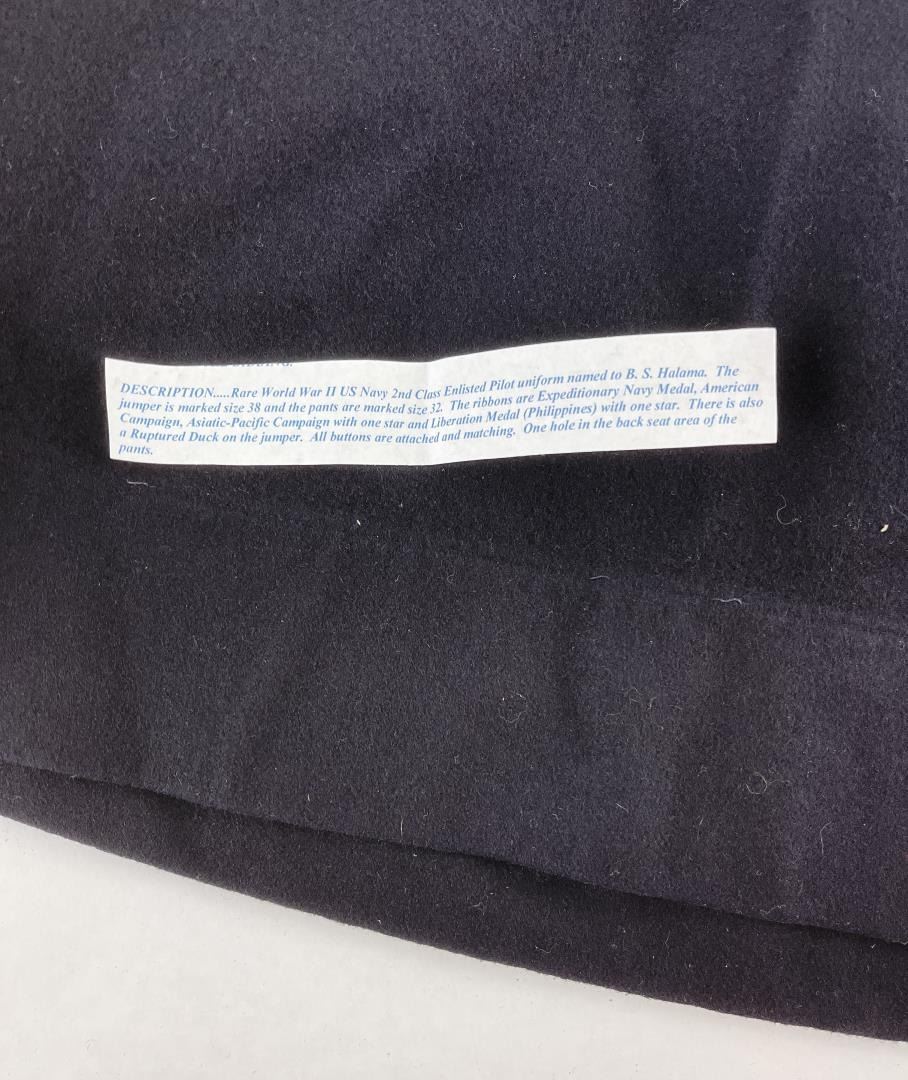 DESCRIPTION.....Rare World War II US Navy 2nd Class Enlisted Pilot uniform named to B. S. Halama. The
jumper is marked size 38 and the pants are marked size 32. The ribbons are Expeditionary Navy Medal, American
Campaign, Asiatic-Pacific Campaign with one star and Liberation Medal (Philippines) with one star. There is also
a Ruptured Duck on the jumper. All buttons are attached and matching. One hole in the back seat area of the
pants.